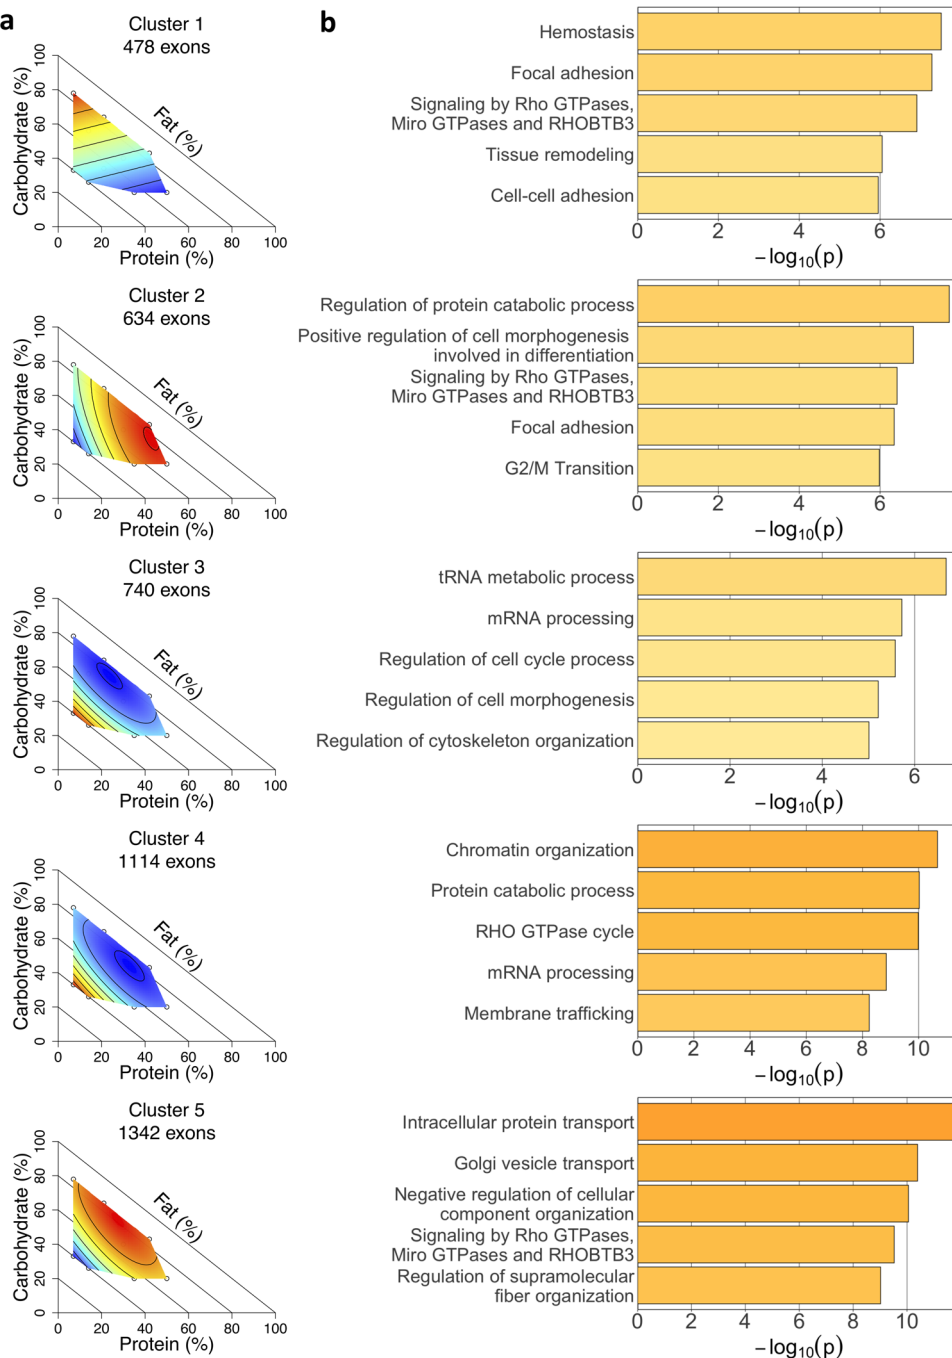 a
Cluster 1
478 exons
Carbohydrate (%)
0 20 40 60 80 100
Fat (%)
0 20 40 60 80 100
Protein (%)
Cluster 2
634 exons
Carbohydrate (%)
0 20 40 60 80 100
Fat (%)
0 20 40 60 80 100
Protein (%)
Cluster 3
740 exons
Carbohydrate (%)
0 20 40 60 80 100
Fat (%)
0 20 40 60 80 100
Protein (%)
Cluster 4
1114 exons
Carbohydrate (%)
0 20 40 60 80 100
Fat (%)
0 20 40 60 80 100
Protein (%)
Cluster 5
1342 exons
Carbohydrate (%)
0 20 40 60 80 100
Fat (%)
0 20 40 60 80 100
Protein (%)
b
Hemostasis
Focal adhesion
Signaling by Rho GTPases,
Miro GTPases and RHOBTB3
Tissue remodeling
Cell-cell adhesion
0 2 4 6
−log10(p)
Regulation of protein catabolic process
Positive regulation of cell morphogenesis
involved in differentiation
Signaling by Rho GTPases,
Miro GTPases and RHOBTB3
Focal adhesion
G2/M Transition
0 2 4 6
−log10(p)
tRNA metabolic process
mRNA processing
Regulation of cell cycle process
Regulation of cell morphogenesis
Regulation of cytoskeleton organization
0 2 4 6
−log10(p)
Chromatin organization
Protein catabolic process
RHO GTPase cycle
mRNA processing
Membrane trafficking
0 2 4 6 8 10
−log10(p)
Intracellular protein transport
Golgi vesicle transport
Negative regulation of cellular
component organization
Signaling by Rho GTPases,
Miro GTPases and RHOBTB3
Regulation of supramolecular
fiber organization
0 2 4 6 8 10
−log10(p)